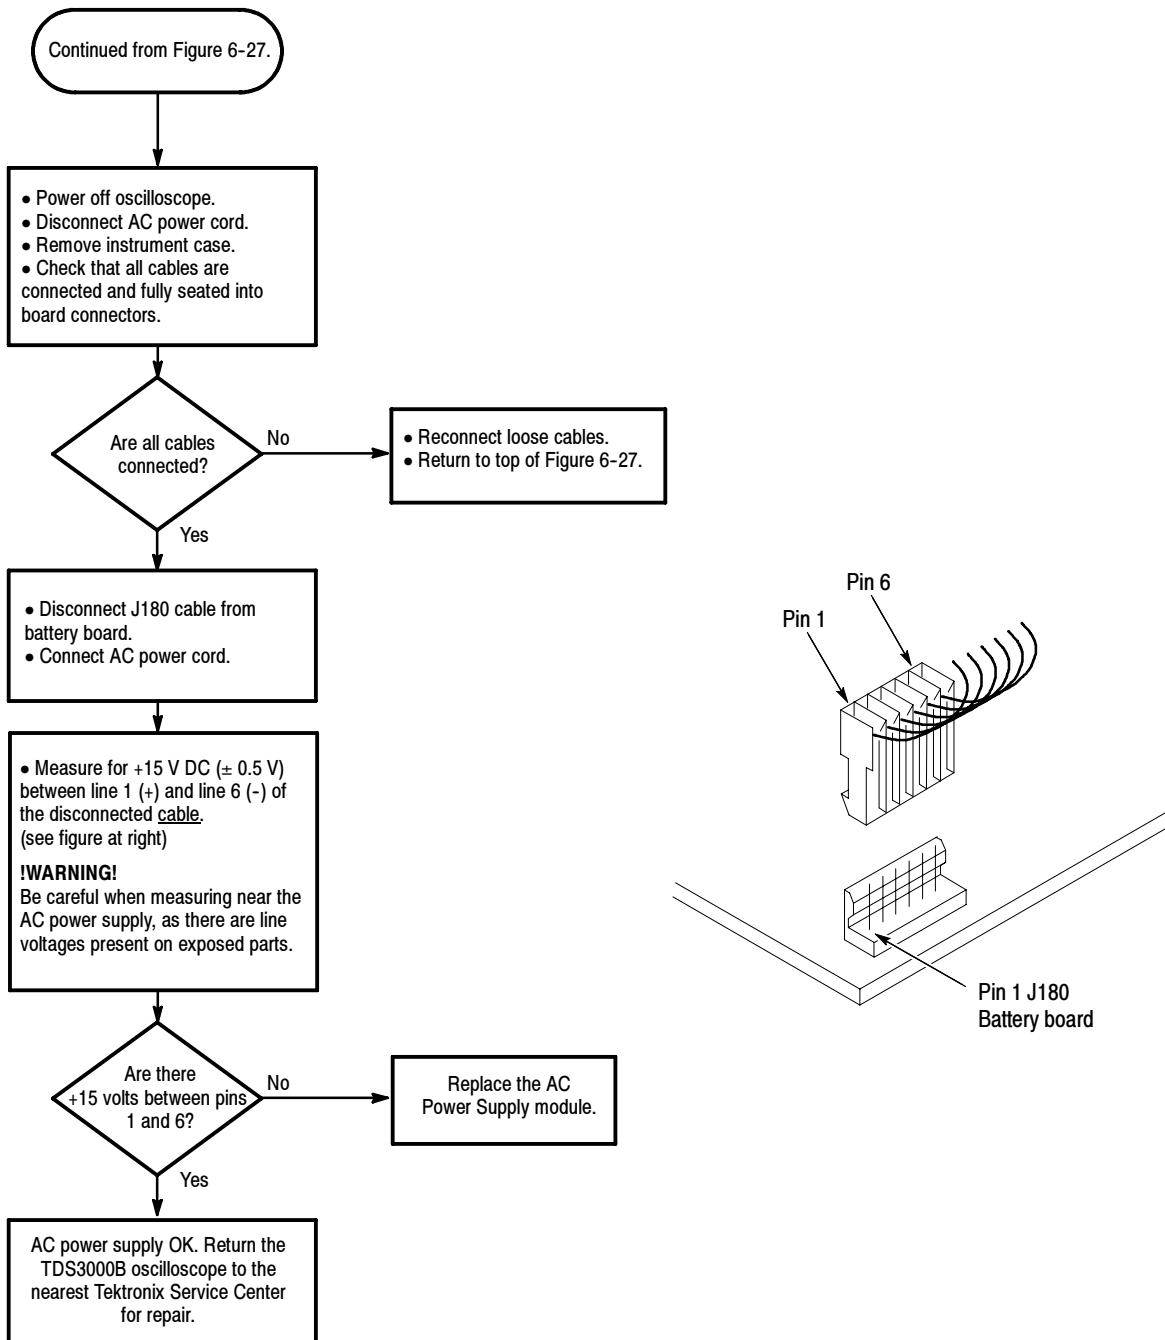 Continued from Figure 6-27.
• Power off oscilloscope.
• Disconnect AC power cord.
• Remove instrument case.
• Check that all cables are
connected and fully seated into
board connectors.
Are all cables
connected?
No
• Reconnect loose cables.
• Return to top of Figure 6-27.
Yes
• Disconnect J180 cable from
battery board.
• Connect AC power cord.
• Measure for +15 V DC (± 0.5 V)
between line 1 (+) and line 6 (-) of
the disconnected cable.
(see figure at right)
!WARNING!
Be careful when measuring near the
AC power supply, as there are line
voltages present on exposed parts.
Pin 6
Pin 1
Pin 1 J180
Battery board
Are there
+15 volts between pins
1 and 6?
No
Replace the AC
Power Supply module.
Yes
AC power supply OK. Return the
TDS3000B oscilloscope to the
nearest Tektronix Service Center
for repair.